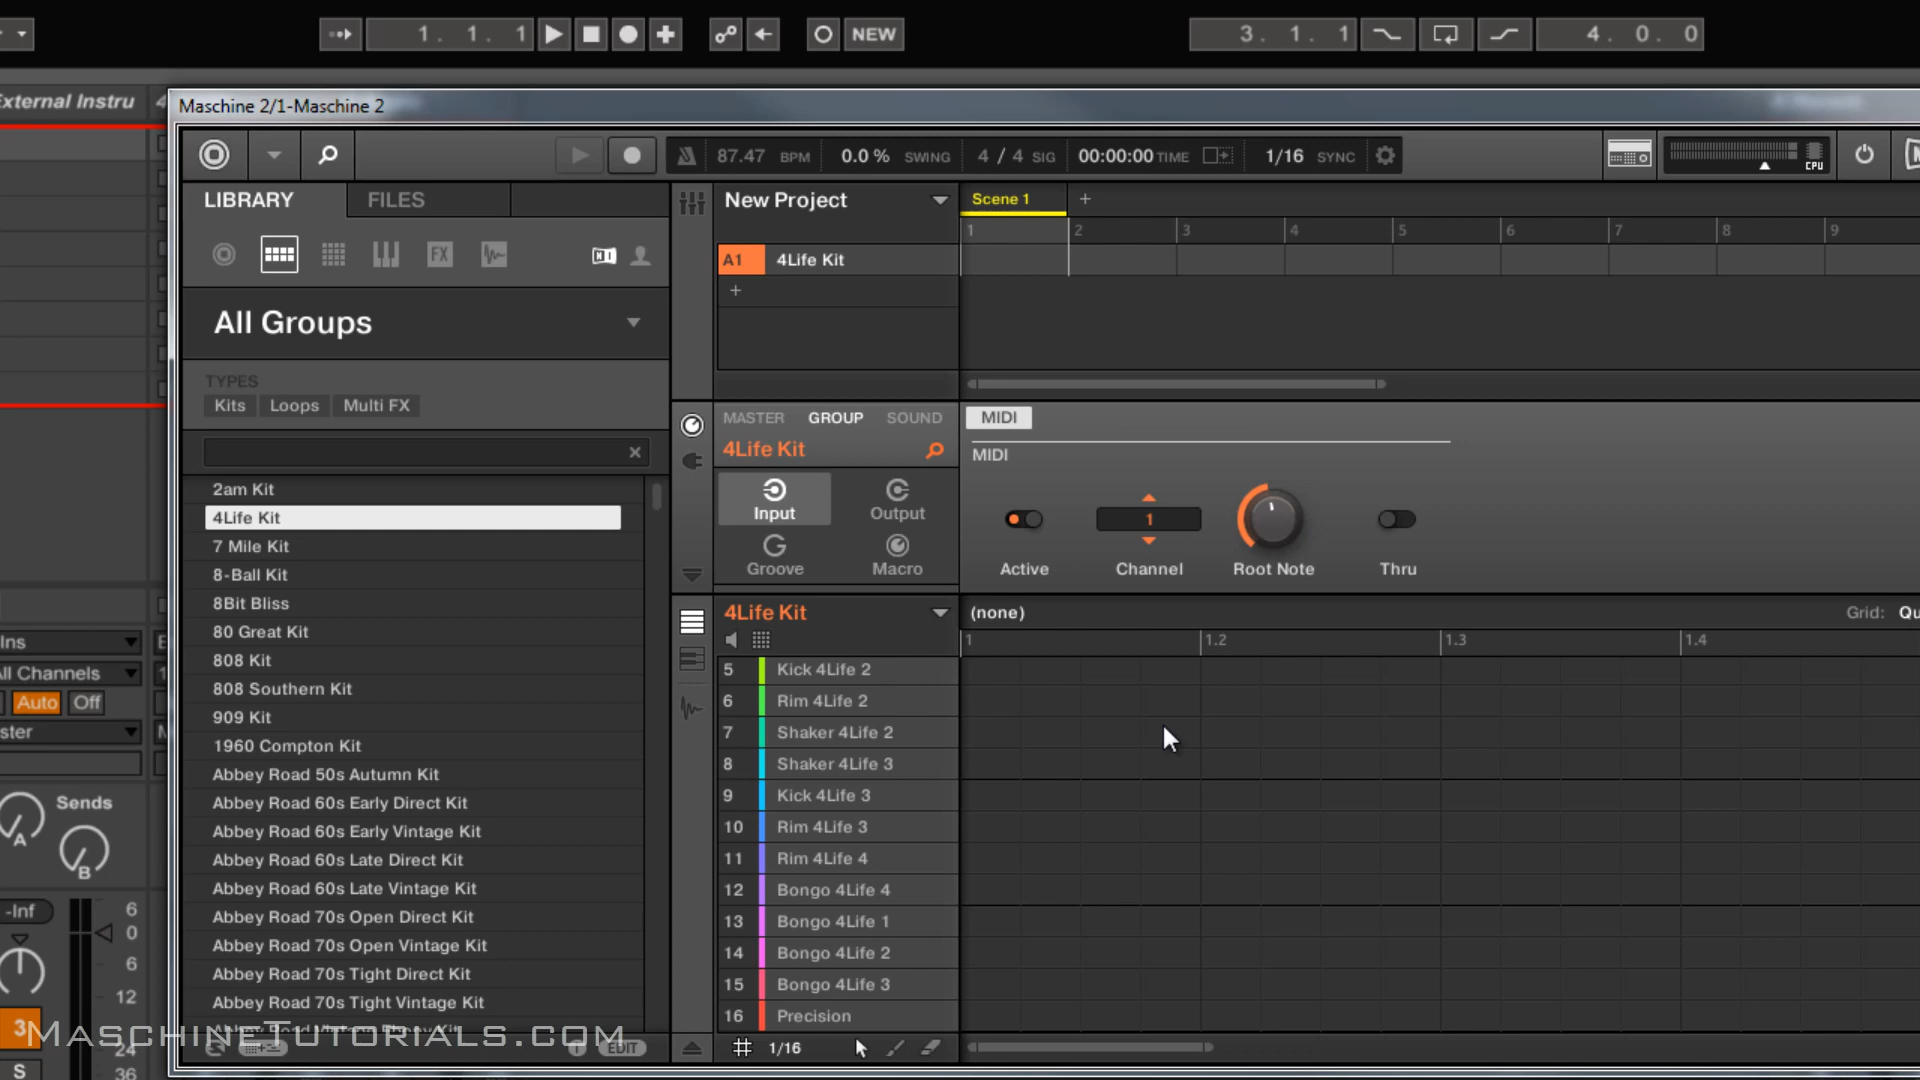 1. 1. 1
NEW
3. 1. 1
4. 0. 0
External Instru
Maschine 2/1-Maschine 2
87.47 BPM
0.0 % SWING
4 / 4 SIG
00:00:00 TIME
1/16 SYNC
CPU
LIBRARY
FILES
FX
NI
All Groups
TYPES
Kits
Loops
Multi FX
2am Kit
4Life Kit
7 Mile Kit
8-Ball Kit
8Bit Bliss
80 Great Kit
808 Kit
808 Southern Kit
909 Kit
1960 Compton Kit
Abbey Road 50s Autumn Kit
Abbey Road 60s Early Direct Kit
Abbey Road 60s Early Vintage Kit
Abbey Road 60s Late Direct Kit
Abbey Road 60s Late Vintage Kit
Abbey Road 70s Open Direct Kit
Abbey Road 70s Open Vintage Kit
Abbey Road 70s Tight Direct Kit
Abbey Road 70s Tight Vintage Kit
EDIT
New Project
A1 4Life Kit
+
Scene 1 +
1 2 3 4 5 6 7 8 9
MASTER GROUP SOUND
4Life Kit
Input
Output
Groove
Macro
MIDI
MIDI
1
Active
Channel
Root Note
Thru
4Life Kit
(none)
Grid: Qu
1 1.2 1.3 1.4
5 Kick 4Life 2
6 Rim 4Life 2
7 Shaker 4Life 2
8 Shaker 4Life 3
9 Kick 4Life 3
10 Rim 4Life 3
11 Rim 4Life 4
12 Bongo 4Life 4
13 Bongo 4Life 1
14 Bongo 4Life 2
15 Bongo 4Life 3
16 Precision
1/16
Ins
ll Channels
Auto
Off
ster
Sends
A
B
-Inf
6
0
6
12
24
36
3
S
MASCHINETUTORIALS.COM